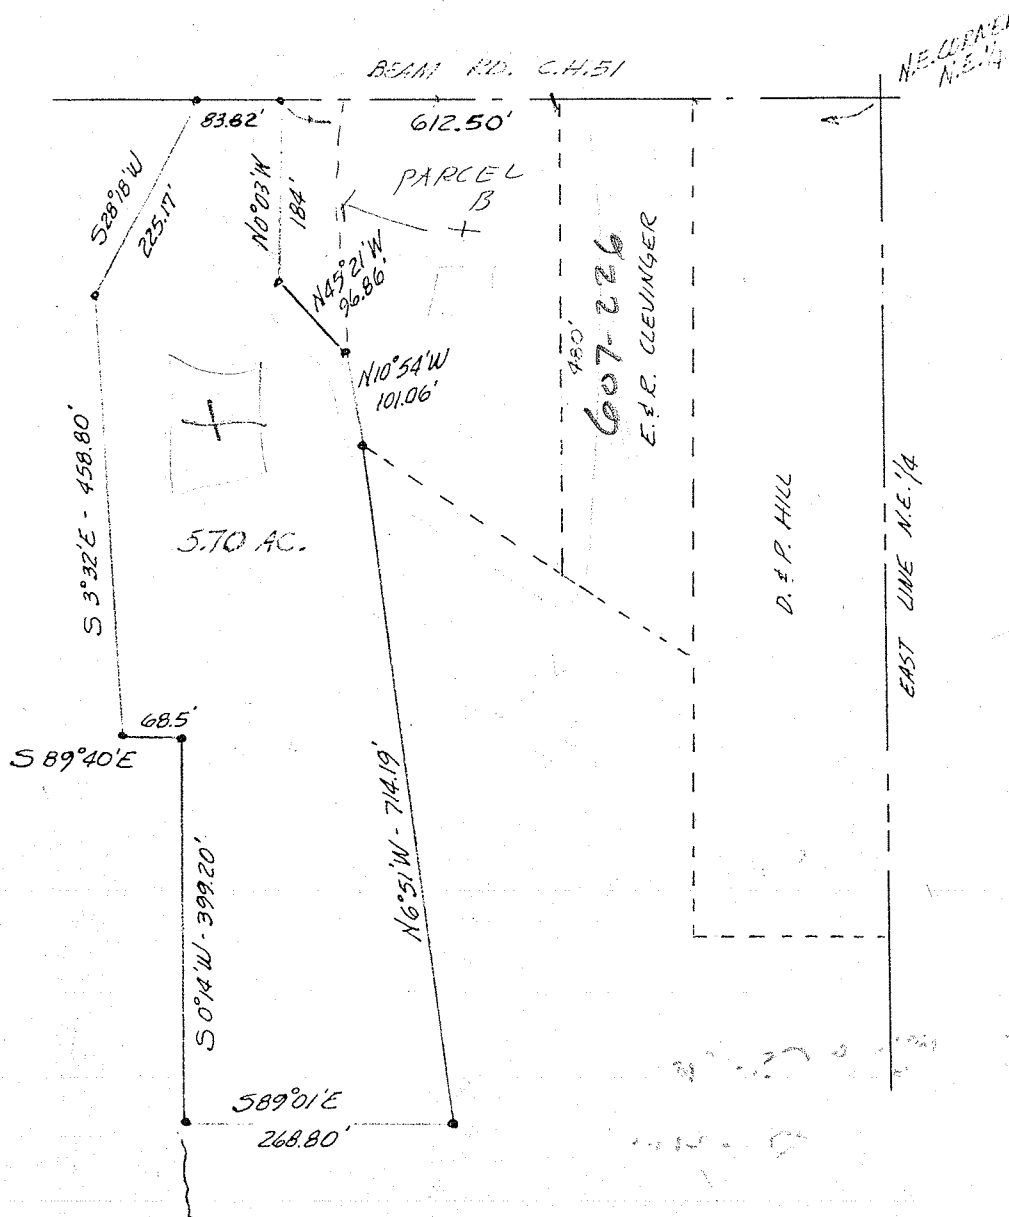 N.E. CORNER
N.E. 1/4
BEAM RD. C.H.51
83.82'
612.50'
S28°18'W
225.17'
N0°03'W
184'
PARCEL
B
N45°21'W
96.86'
N10°54'W
101.06'
480'
607-226
E. & R. CLEVINGER
S 3°32'E - 458.80'
5.70 AC.
D. & P. HILL
EAST LINE N.E. 1/4
68.5'
S 89°40'E
N6°51'W - 714.19'
S 0°14'W - 399.20'
S89°01'E
268.80'